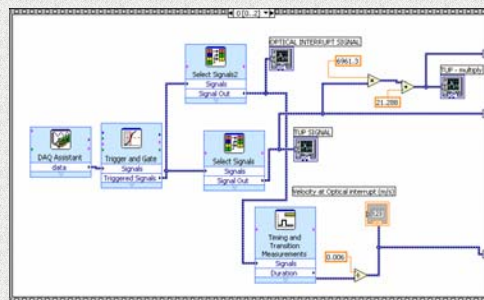 0 [0..2]
OPTICAL INTERRUPT SIGNAL
Select Signals2
Signals
Signal Out
6961.3
TUP - multiply
21.288
DAQ Assistant
data
Trigger and Gate
Signals
Triggered Signals
Select Signals
Signals
Signal Out
TUP SIGNAL
Velocity at Optical interrupt (m/s)
Timing and
Transition
Measurements
Signals
Duration
0.006